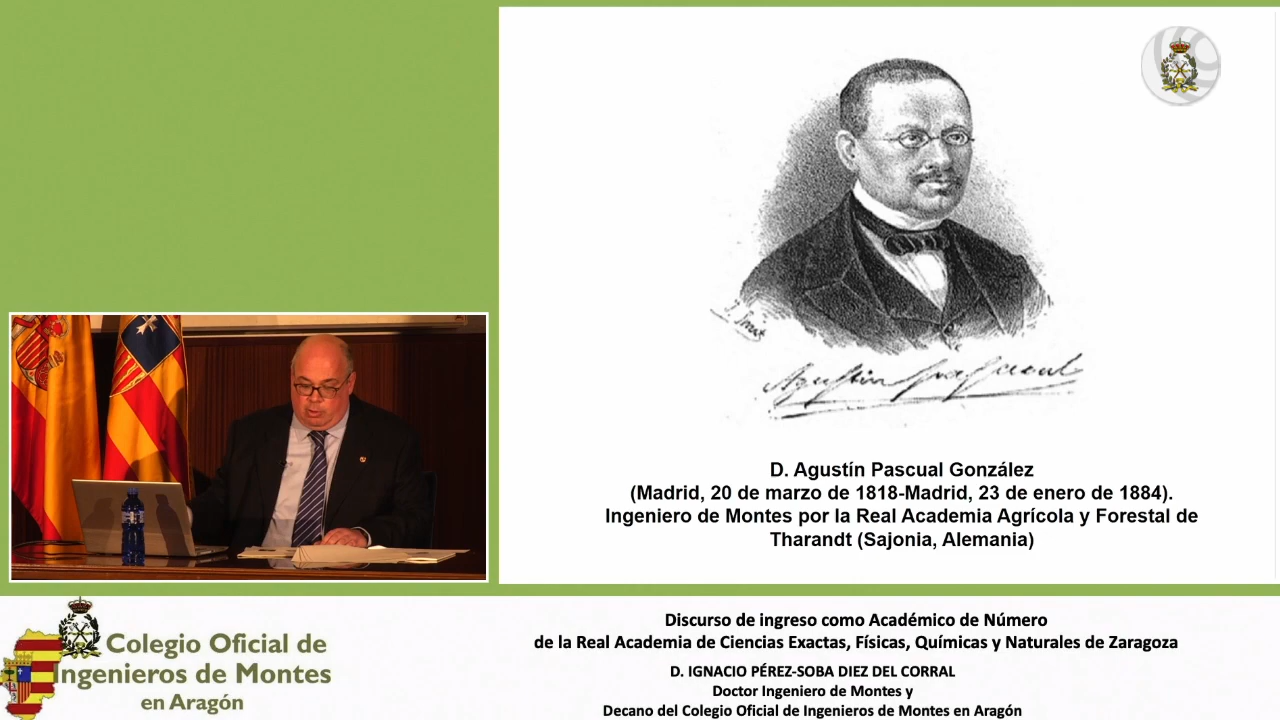 D. Agustín Pascual González
(Madrid, 20 de marzo de 1818-Madrid, 23 de enero de 1884).
Ingeniero de Montes por la Real Academia Agrícola y Forestal de
Tharandt (Sajonia, Alemania)
Colegio Oficial de
Ingenieros de Montes
en Aragón
Discurso de ingreso como Académico de Número
de la Real Academia de Ciencias Exactas, Físicas, Químicas y Naturales de Zaragoza
D. IGNACIO PÉREZ-SOBA DIEZ DEL CORRAL
Doctor Ingeniero de Montes y
Decano del Colegio Oficial de Ingenieros de Montes en Aragón